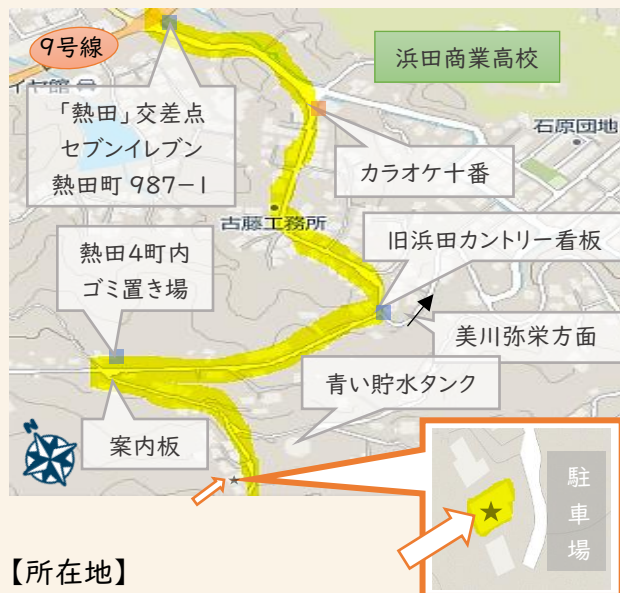 9号線
イヤ館
浜田商業高校
「熱田」交差点
セブンイレブン
熱田町 987-1
石原団地
カラオケ十番
古藤工務所
旧浜田カントリー看板
熱田4町内
ゴミ置き場
美川弥栄方面
青い貯水タンク
案内板
駐車場
【所在地】